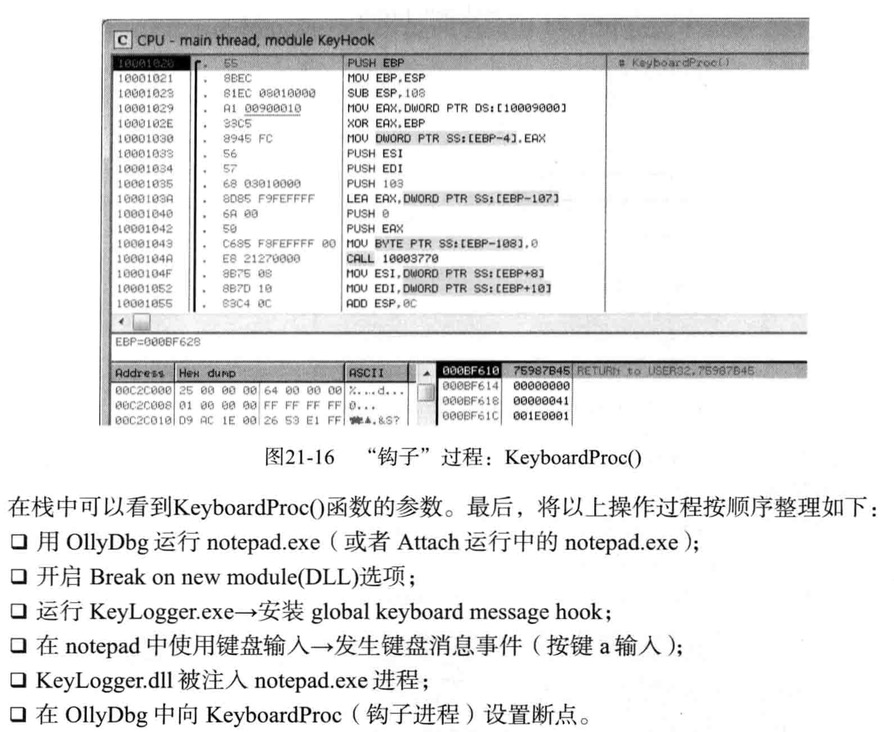 C CPU - main thread, module KeyHook
10001020 . 55 PUSH EBP # KeyboardProc()
10001021 . 8BEC MOV EBP,ESP
10001023 . 81EC 08010000 SUB ESP,108
10001029 . A1 00900010 MOV EAX,DWORD PTR DS:[10009000]
1000102E . 33C5 XOR EAX,EBP
10001030 . 8945 FC MOV DWORD PTR SS:[EBP-4],EAX
10001033 . 56 PUSH ESI
10001034 . 57 PUSH EDI
10001035 . 68 03010000 PUSH 103
1000103A . 8D85 F9FEFFFF LEA EAX,DWORD PTR SS:[EBP-107]
10001040 . 6A 00 PUSH 0
10001042 . 50 PUSH EAX
10001043 . C685 F8FEFFFF 00 MOV BYTE PTR SS:[EBP-108],0
1000104A . E8 21270000 CALL 10003770
1000104F . 8B75 08 MOV ESI,DWORD PTR SS:[EBP+8]
10001052 . 8B7D 10 MOV EDI,DWORD PTR SS:[EBP+10]
10001055 . 83C4 0C ADD ESP,0C
EBP=000BF628
Address Hex dump ASCII
00C2C000 25 00 00 00 64 00 00 00 %...d...
00C2C008 01 00 00 00 FF FF FF FF
00C2C010 D9 AC 1E 00 26 53 E1 FF
000BF610 75987B45 RETURN to USER32.75987B45
000BF614 00000000
000BF618 00000041
000BF61C 001E0001
图21-16 “钩子”过程：KeyboardProc()
在栈中可以看到KeyboardProc()函数的参数。最后，将以上操作过程按顺序整理如下：
❏ 用 OllyDbg 运行 notepad.exe（或者 Attach 运行中的 notepad.exe）；
❏ 开启 Break on new module(DLL)选项；
❏ 运行 KeyLogger.exe→安装 global keyboard message hook；
❏ 在 notepad 中使用键盘输入→发生键盘消息事件（按键 a 输入）；
❏ KeyLogger.dll 被注入 notepad.exe 进程；
❏ 在 OllyDbg 中向 KeyboardProc（钩子进程）设置断点。